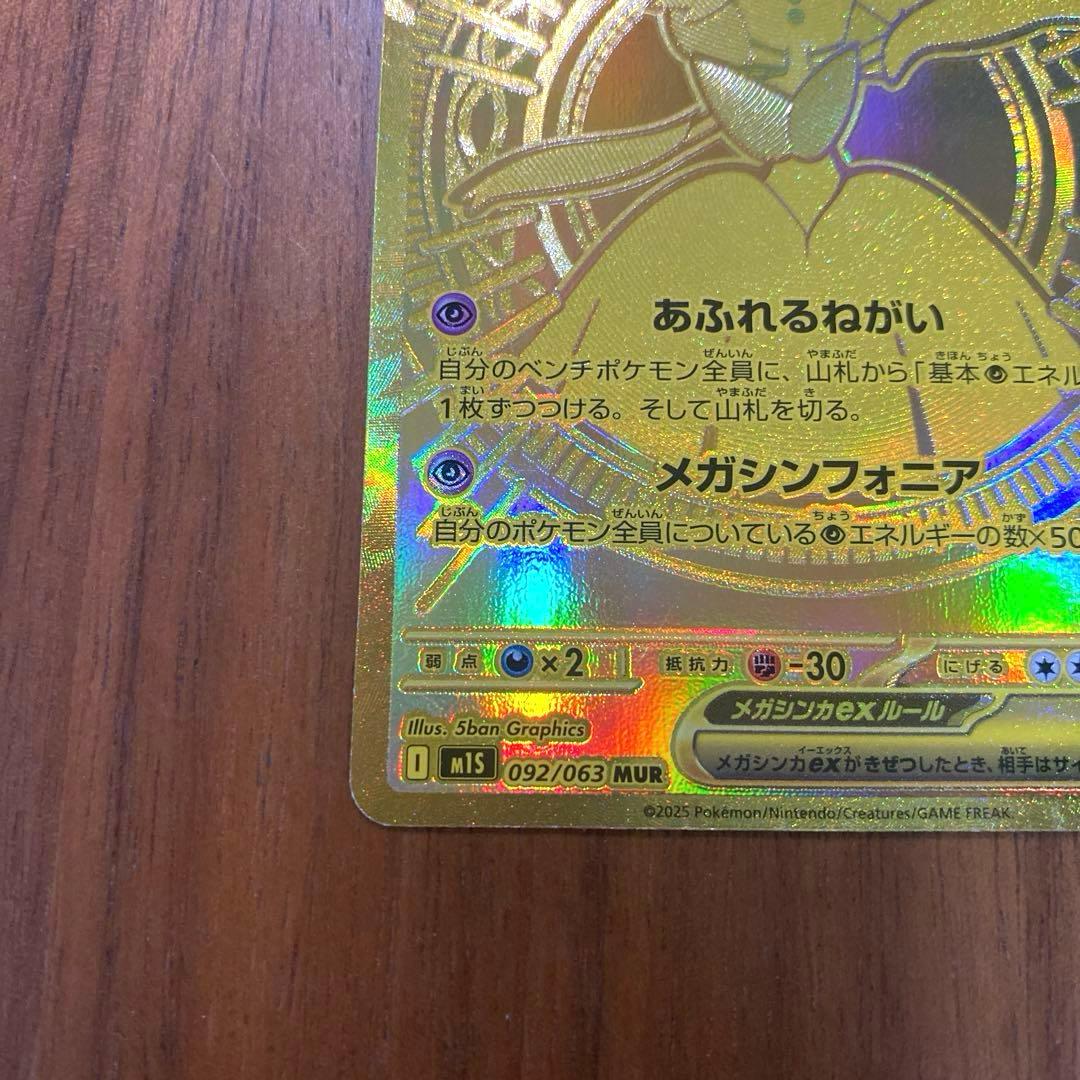 あふれるねがい
自分のベンチポケモン全員に、山札から「基本エネル
1枚ずつつける。そして山札を切る。
メガシンフォニア
自分のポケモン全員についているエネルギーの数×50
弱点 ×2 抵抗力 -30 にげる
Illus. 5ban Graphics
メガシンカexルール
I M1S 092/063 MUR
メガシンカexがきぜつしたとき、相手はサイ
©2025 Pokémon/Nintendo/Creatures/GAME FREAK.